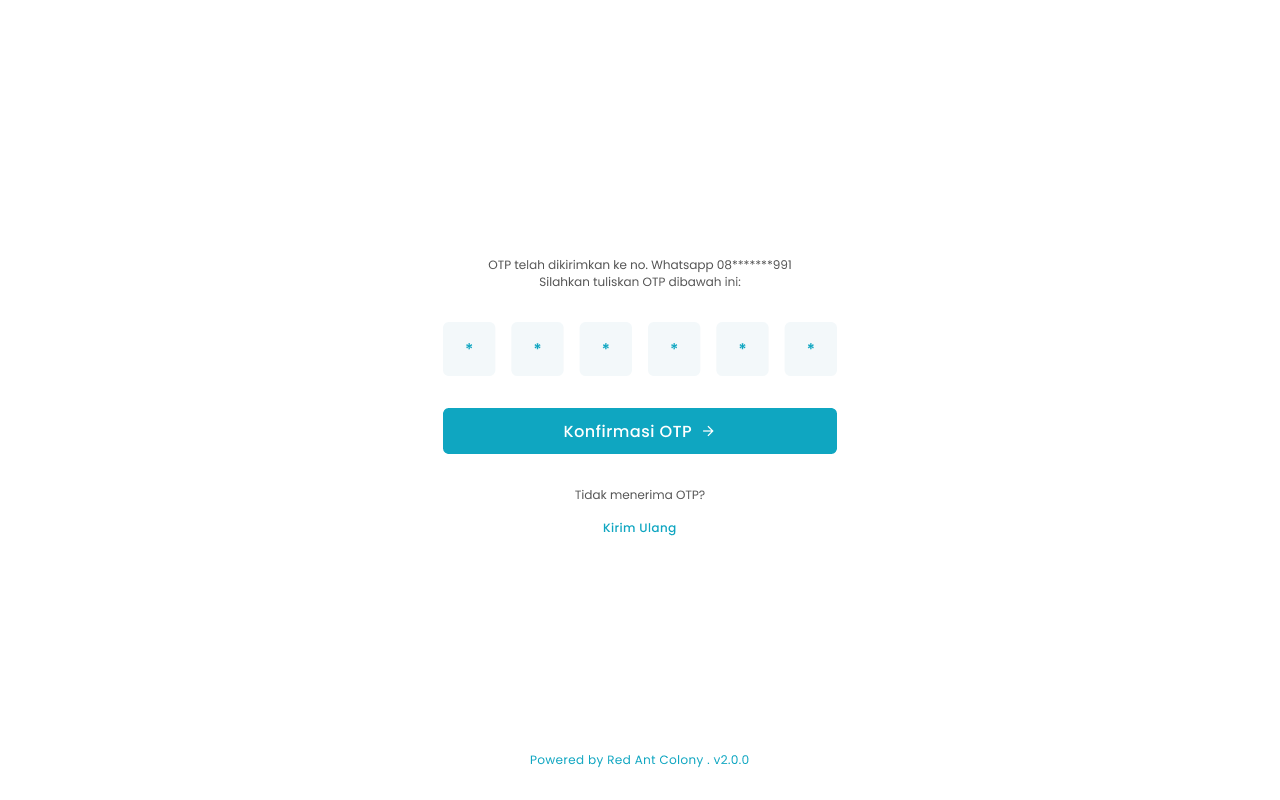 OTP telah dikirimkan ke no. Whatsapp 08*******991
Silahkan tuliskan OTP dibawah ini:
* * * * * *
Konfirmasi OTP →
Tidak menerima OTP?
Kirim Ulang
Powered by Red Ant Colony . v2.0.0